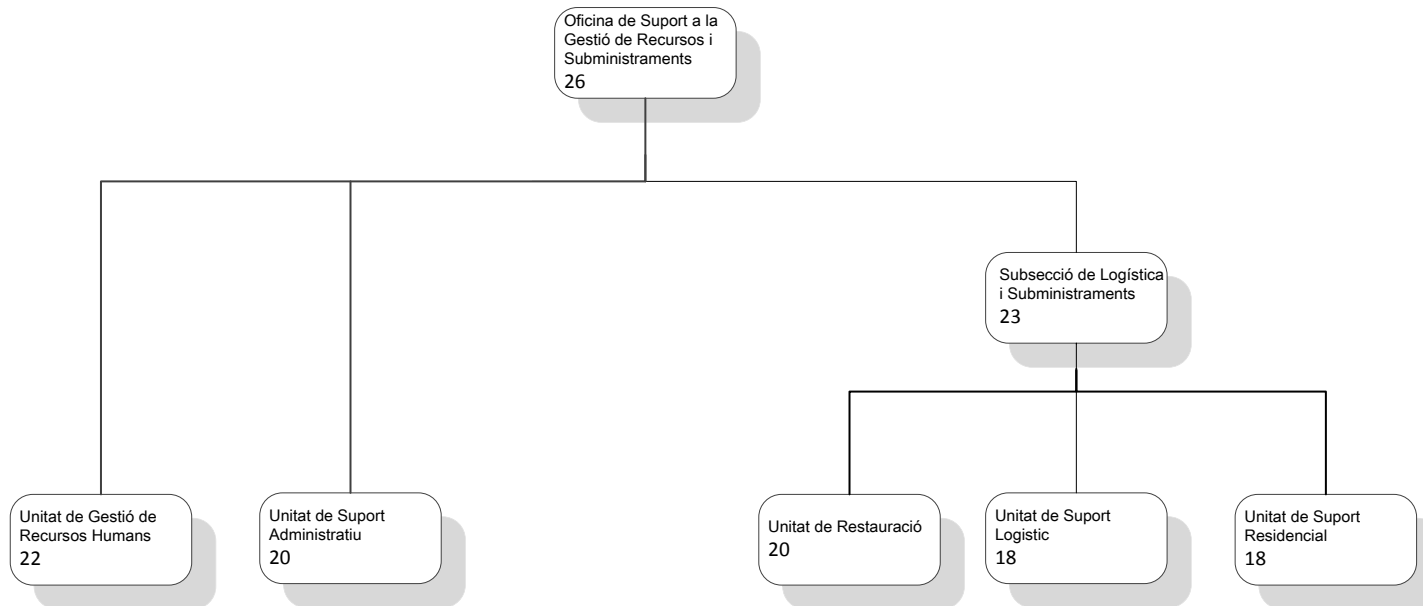 Oficina de Suport a la
Gestió de Recursos i
Subministraments
26
Subsecció de Logística
i Subministraments
23
Unitat de Gestió de
Recursos Humans
22
Unitat de Suport
Administratiu
20
Unitat de Restauració
20
Unitat de Suport
Logistic
18
Unitat de Suport
Residencial
18